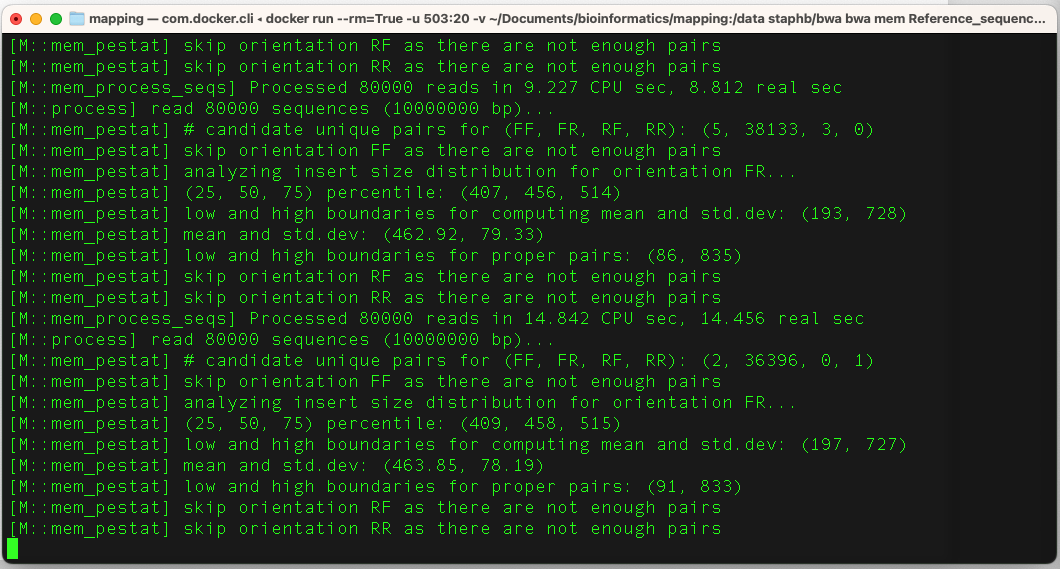 mapping — com.docker.cli ◂ docker run --rm=True -u 503:20 -v ~/Documents/bioinformatics/mapping:/data staphb/bwa bwa mem Reference_sequenc...
[M::mem_pestat] skip orientation RF as there are not enough pairs
[M::mem_pestat] skip orientation RR as there are not enough pairs
[M::mem_process_seqs] Processed 80000 reads in 9.227 CPU sec, 8.812 real sec
[M::process] read 80000 sequences (10000000 bp)...
[M::mem_pestat] # candidate unique pairs for (FF, FR, RF, RR): (5, 38133, 3, 0)
[M::mem_pestat] skip orientation FF as there are not enough pairs
[M::mem_pestat] analyzing insert size distribution for orientation FR...
[M::mem_pestat] (25, 50, 75) percentile: (407, 456, 514)
[M::mem_pestat] low and high boundaries for computing mean and std.dev: (193, 728)
[M::mem_pestat] mean and std.dev: (462.92, 79.33)
[M::mem_pestat] low and high boundaries for proper pairs: (86, 835)
[M::mem_pestat] skip orientation RF as there are not enough pairs
[M::mem_pestat] skip orientation RR as there are not enough pairs
[M::mem_process_seqs] Processed 80000 reads in 14.842 CPU sec, 14.456 real sec
[M::process] read 80000 sequences (10000000 bp)...
[M::mem_pestat] # candidate unique pairs for (FF, FR, RF, RR): (2, 36396, 0, 1)
[M::mem_pestat] skip orientation FF as there are not enough pairs
[M::mem_pestat] analyzing insert size distribution for orientation FR...
[M::mem_pestat] (25, 50, 75) percentile: (409, 458, 515)
[M::mem_pestat] low and high boundaries for computing mean and std.dev: (197, 727)
[M::mem_pestat] mean and std.dev: (463.85, 78.19)
[M::mem_pestat] low and high boundaries for proper pairs: (91, 833)
[M::mem_pestat] skip orientation RF as there are not enough pairs
[M::mem_pestat] skip orientation RR as there are not enough pairs